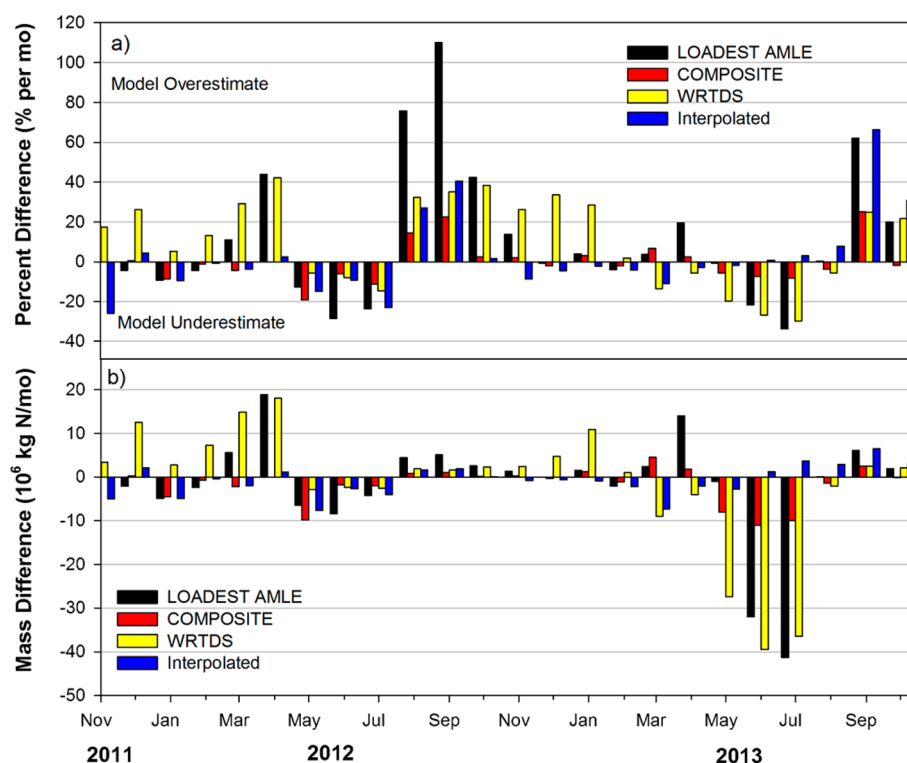 120
100
80
60
40
20
0
-20
-40
Percent Difference (% per mo)
a)
Model Overestimate
Model Underestimate
LOADEST AMLE
COMPOSITE
WRTDS
Interpolated
20
10
0
-10
-20
-30
-40
-50
Mass Difference (10⁶ kg N/mo)
b)
LOADEST AMLE
COMPOSITE
WRTDS
Interpolated
Nov Jan Mar May Jul Sep Nov Jan Mar May Jul Sep
2011 2012 2013